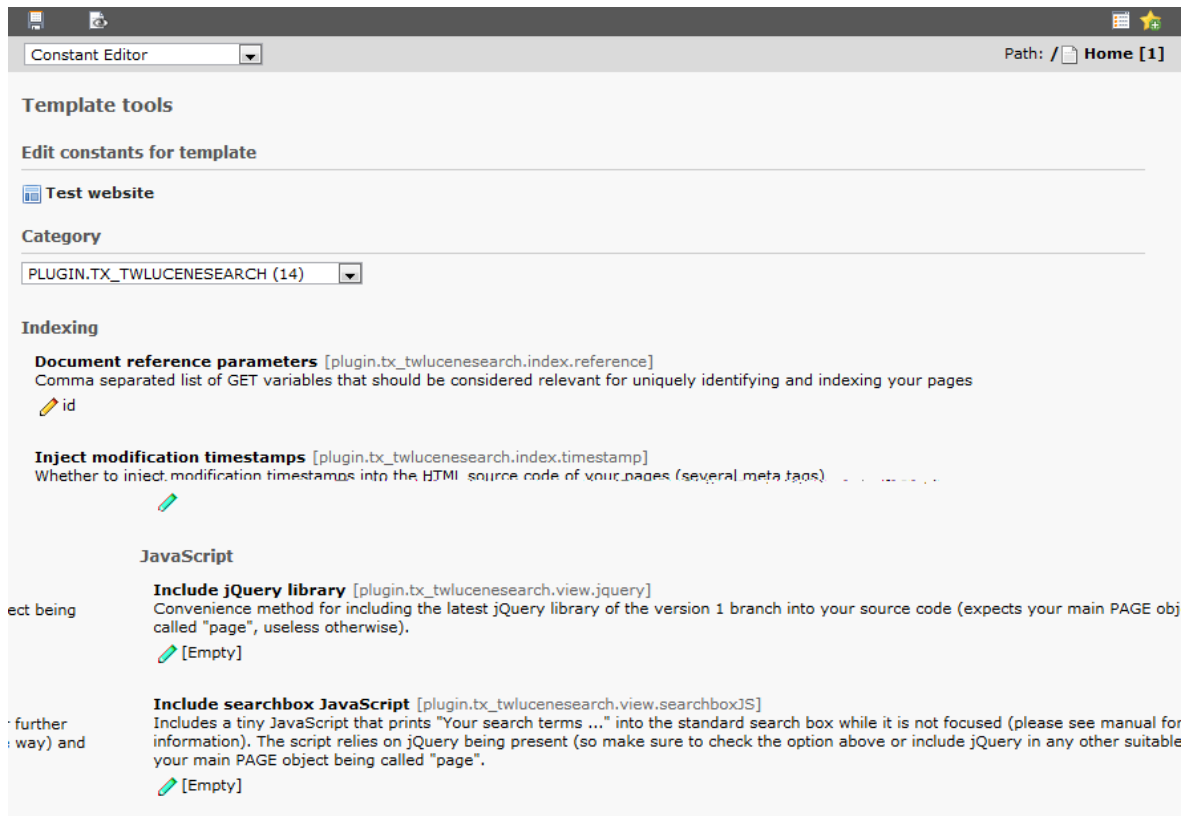 Constant Editor
Path: / Home [1]
Template tools
Edit constants for template
Test website
Category
PLUGIN.TX_TWLUCENESEARCH (14)
Indexing
Document reference parameters [plugin.tx_twlucenesearch.index.reference]
Comma separated list of GET variables that should be considered relevant for uniquely identifying and indexing your pages
id
Inject modification timestamps [plugin.tx_twlucenesearch.index.timestamp]
Whether to inject modification timestamps into the HTML source code of your pages (several meta tags)
JavaScript
Include jQuery library [plugin.tx_twlucenesearch.view.jquery]
ect being
Convenience method for including the latest jQuery library of the version 1 branch into your source code (expects your main PAGE obj
called "page", useless otherwise).
[Empty]
Include searchbox JavaScript [plugin.tx_twlucenesearch.view.searchboxJS]
further
Includes a tiny JavaScript that prints "Your search terms ..." into the standard search box while it is not focused (please see manual for
way) and
information). The script relies on jQuery being present (so make sure to check the option above or include jQuery in any other suitable
your main PAGE object being called "page".
[Empty]